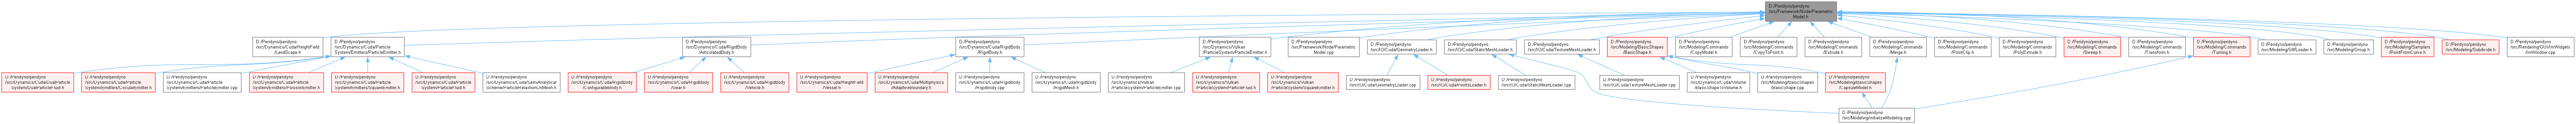 D:/Peridyno/peridyno
/src/Framework/Node/Parametric
Model.h
D:/Peridyno/peridyno
/src/Dynamics/Cuda/HeightField
/LandScape.h
D:/Peridyno/peridyno
/src/Dynamics/Cuda/Particle
System/Emitters/ParticleEmitter.h
D:/Peridyno/peridyno
/src/Dynamics/Cuda/RigidBody
/ArticulatedBody.h
D:/Peridyno/peridyno
/src/Dynamics/Cuda/RigidBody
/RigidBody.h
D:/Peridyno/peridyno
/src/Dynamics/Vulkan
/ParticleSystem/ParticleEmitter.h
D:/Peridyno/peridyno
/src/Framework/Node/Parametric
Model.cpp
D:/Peridyno/peridyno
/src/IO/Cuda/GeometryLoader.h
D:/Peridyno/peridyno
/src/IO/Cuda/StaticMeshLoader.h
D:/Peridyno/peridyno
/src/IO/Cuda/TextureMeshLoader.h
D:/Peridyno/peridyno
/src/Modeling/BasicShapes
/BasicShape.h
D:/Peridyno/peridyno
/src/Modeling/Commands
/CopyModel.h
D:/Peridyno/peridyno
/src/Modeling/Commands
/CopyToPoint.h
D:/Peridyno/peridyno
/src/Modeling/Commands
/Extrude.h
D:/Peridyno/peridyno
/src/Modeling/Commands
/Merge.h
D:/Peridyno/peridyno
/src/Modeling/Commands
/PointClip.h
D:/Peridyno/peridyno
/src/Modeling/Commands
/PolyExtrude.h
D:/Peridyno/peridyno
/src/Modeling/Commands
/Sweep.h
D:/Peridyno/peridyno
/src/Modeling/Commands
/Transform.h
D:/Peridyno/peridyno
/src/Modeling/Commands
/Turning.h
D:/Peridyno/peridyno
/src/Modeling/GltfLoader.h
D:/Peridyno/peridyno
/src/Modeling/Group.h
D:/Peridyno/peridyno
/src/Modeling/Samplers
/PointFromCurve.h
D:/Peridyno/peridyno
/src/Modeling/Subdivide.h
D:/Peridyno/peridyno
/src/Rendering/GUI/ImWidgets
/ImWindow.cpp
D:/Peridyno/peridyno
/src/Dynamics/Cuda/DualParticle
System/DualParticleFluid.h
D:/Peridyno/peridyno
/src/Dynamics/Cuda/Particle
System/Emitters/CircularEmitter.h
D:/Peridyno/peridyno
/src/Dynamics/Cuda/Particle
System/Emitters/ParticleEmitter.cpp
D:/Peridyno/peridyno
/src/Dynamics/Cuda/Particle
System/Emitters/PoissonEmitter.h
D:/Peridyno/peridyno
/src/Dynamics/Cuda/Particle
System/Emitters/SquareEmitter.h
D:/Peridyno/peridyno
/src/Dynamics/Cuda/Particle
System/ParticleFluid.h
D:/Peridyno/peridyno
/src/Dynamics/Cuda/SemiAnalytical
Scheme/ParticleRelaxtionOnMesh.h
D:/Peridyno/peridyno
/src/Dynamics/Cuda/RigidBody
/ConfigurableBody.h
D:/Peridyno/peridyno
/src/Dynamics/Cuda/RigidBody
/Gear.h
D:/Peridyno/peridyno
/src/Dynamics/Cuda/RigidBody
/Vehicle.h
D:/Peridyno/peridyno
/src/Dynamics/Cuda/HeightField
/Vessel.h
D:/Peridyno/peridyno
/src/Dynamics/Cuda/Multiphysics
/AdaptiveBoundary.h
D:/Peridyno/peridyno
/src/Dynamics/Cuda/RigidBody
/RigidBody.cpp
D:/Peridyno/peridyno
/src/Dynamics/Cuda/RigidBody
/RigidMesh.h
D:/Peridyno/peridyno
/src/Dynamics/Vulkan
/ParticleSystem/ParticleEmitter.cpp
D:/Peridyno/peridyno
/src/Dynamics/Vulkan
/ParticleSystem/ParticleFluid.h
D:/Peridyno/peridyno
/src/Dynamics/Vulkan
/ParticleSystem/SquareEmitter.h
D:/Peridyno/peridyno
/src/IO/Cuda/GeometryLoader.cpp
D:/Peridyno/peridyno
/src/IO/Cuda/PointsLoader.h
D:/Peridyno/peridyno
/src/IO/Cuda/StaticMeshLoader.cpp
D:/Peridyno/peridyno
/src/IO/Cuda/TextureMeshLoader.cpp
D:/Peridyno/peridyno
/src/Dynamics/Cuda/Volume
/BasicShapeToVolume.h
D:/Peridyno/peridyno
/src/Modeling/BasicShapes
/BasicShape.cpp
D:/Peridyno/peridyno
/src/Modeling/BasicShapes
/CapsuleModel.h
D:/Peridyno/peridyno
/src/Modeling/initializeModeling.cpp